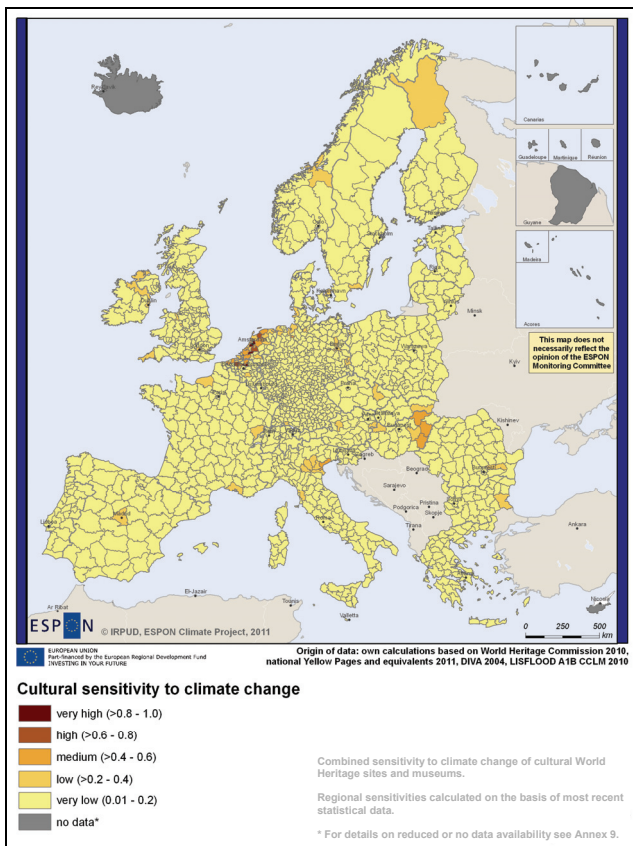 Reykjavik
Canarias
Guadeloupe
Martinique
Réunion
Guyane
Madeira
Acores
This map does not
necessarily reflect the
opinion of the ESPON
Monitoring Committee
Oslo
Stockholm
Helsinki
Tallinn
Riga
Vilnius
Minsk
København
Dublin
London
Amsterdam
Berlin
Warszawa
Kyiv
Paris
Praha
Budapest
Kishinev
Zagreb
Beograd
Bucuresti
Sarajevo
Podgorica
Pristina
Skopje
Sofiya
Tirana
Roma
Madrid
Lisboa
Ankara
Ar Ribat
El-Jazair
Tunis
Valletta
Nicosia
ESPON
© IRPUD, ESPON Climate Project, 2011
0 250 500
km
EUROPEAN UNION
Part-financed by the European Regional Development Fund
INVESTING IN YOUR FUTURE
Origin of data: own calculations based on World Heritage Commission 2010,
national Yellow Pages and equivalents 2011, DIVA 2004, LISFLOOD A1B CCLM 2010
Cultural sensitivity to climate change
very high (>0.8 - 1.0)
high (>0.6 - 0.8)
medium (>0.4 - 0.6)
low (>0.2 - 0.4)
very low (0.01 - 0.2)
no data*
Combined sensitivity to climate change of cultural World
Heritage sites and museums.
Regional sensitivities calculated on the basis of most recent
statistical data.
* For details on reduced or no data availability see Annex 9.